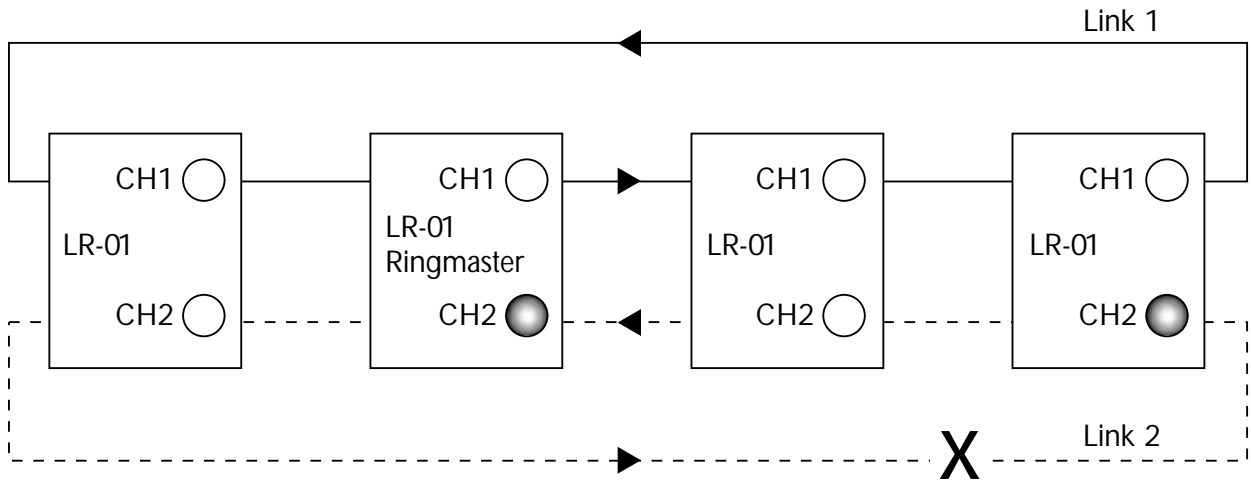 Link 1
CH1
LR-01
CH2
CH1
LR-01
Ringmaster
CH2
CH1
LR-01
CH2
CH1
LR-01
CH2
X
Link 2